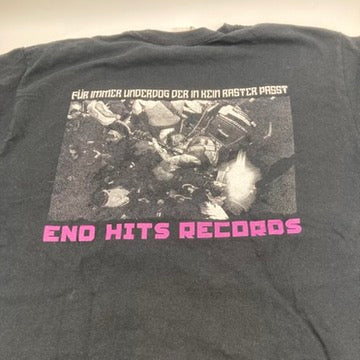 FÜR IMMER UNDERDOG DER IN KEIN RASTER PASST
END HITS RECORDS